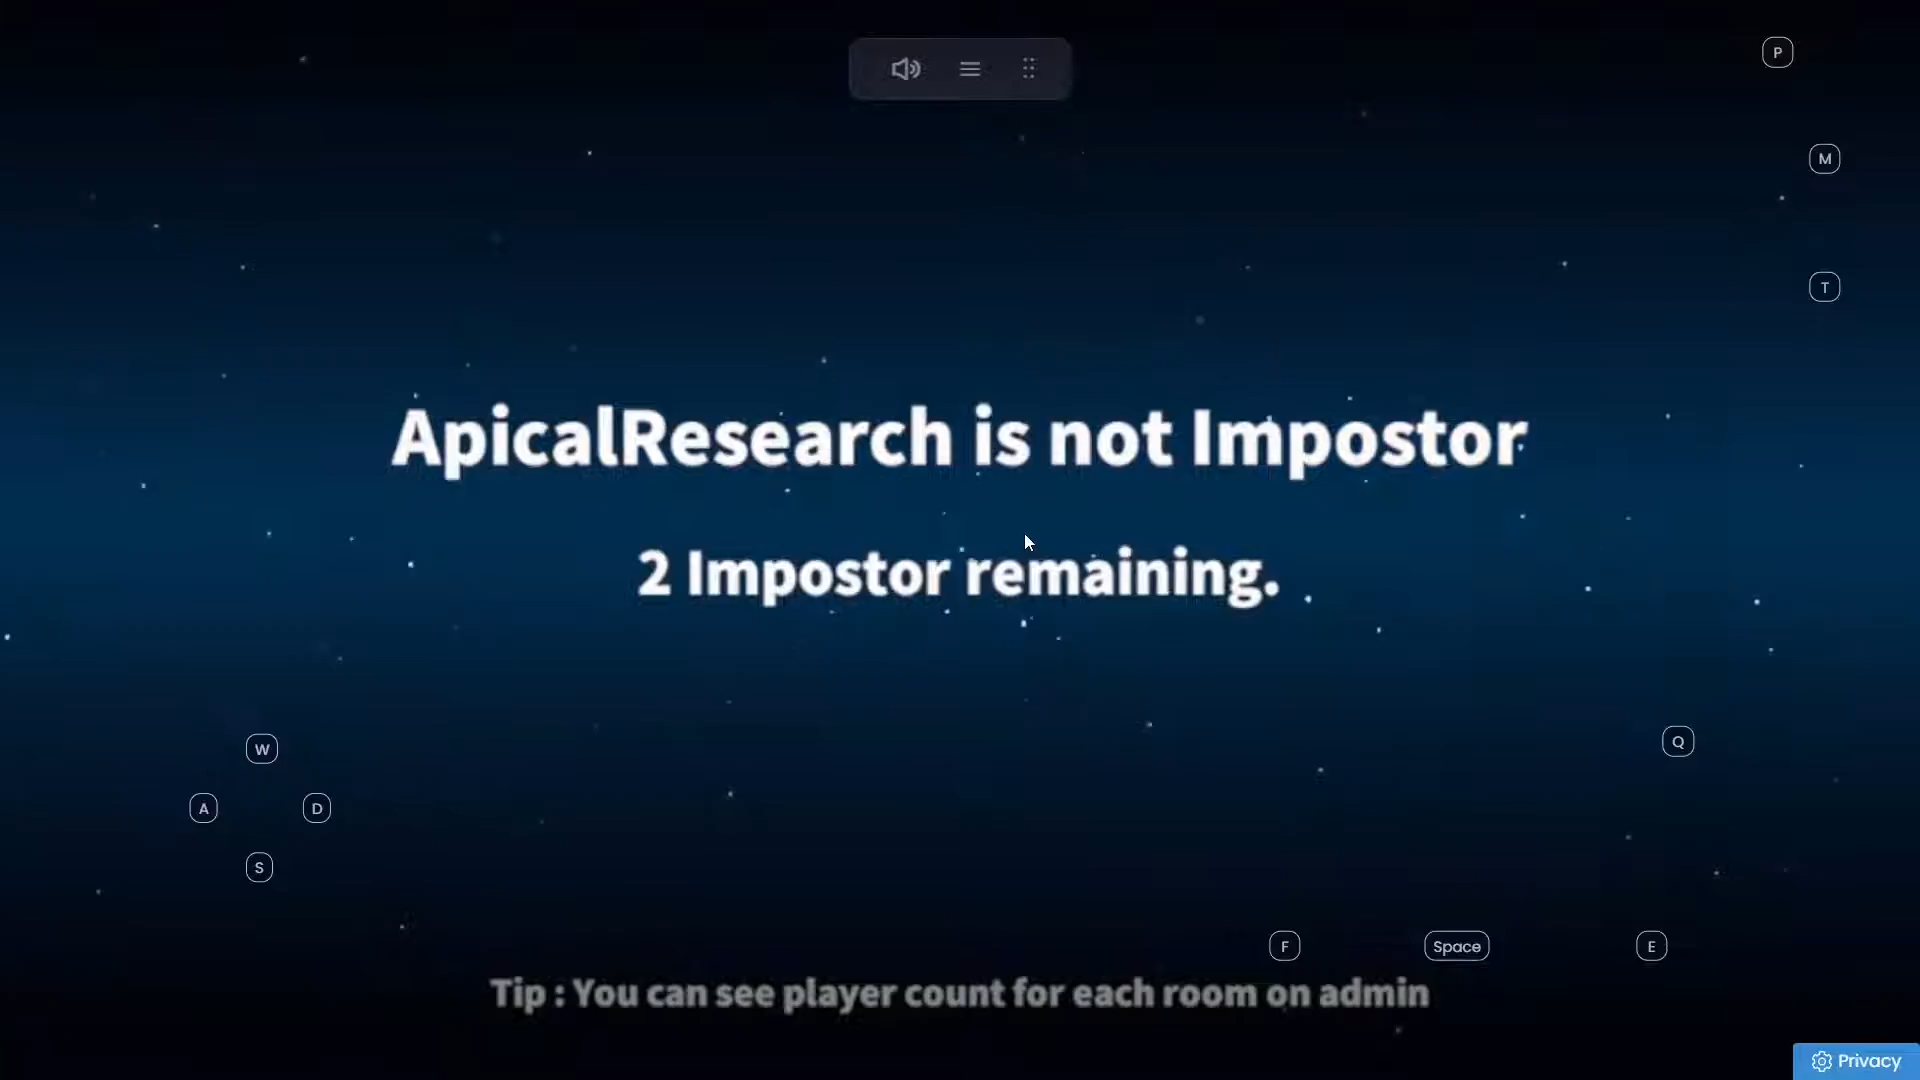 P
M
T
ApicalResearch is not Impostor
2 Impostor remaining.
W
Q
A D
S
F Space E
Tip : You can see player count for each room on admin
Privacy